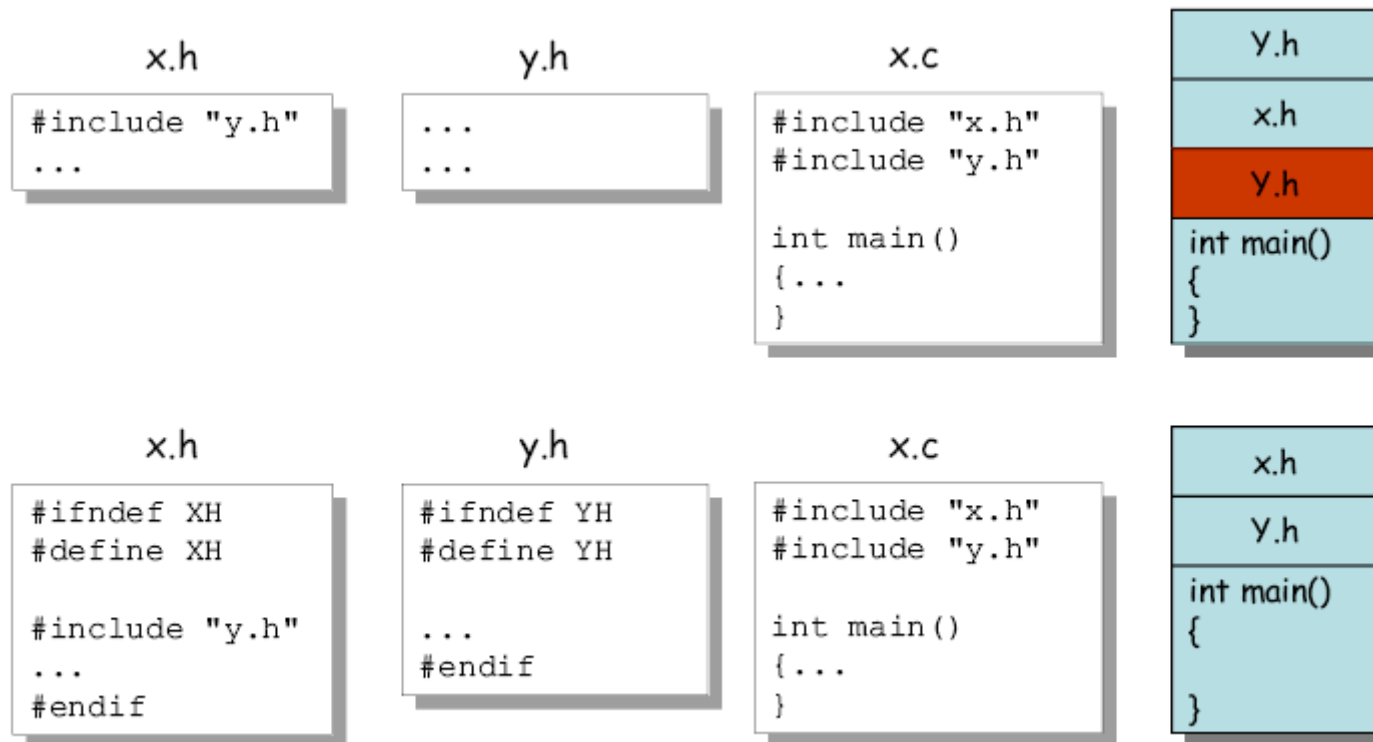 x.h
#include "y.h"
...
y.h
...
...
x.c
#include "x.h"
#include "y.h"
int main()
{...
}
Y.h
x.h
Y.h
int main()
{
}
x.h
#ifndef XH
#define XH
#include "y.h"
...
#endif
y.h
#ifndef YH
#define YH
...
#endif
x.c
#include "x.h"
#include "y.h"
int main()
{...
}
x.h
Y.h
int main()
{
}